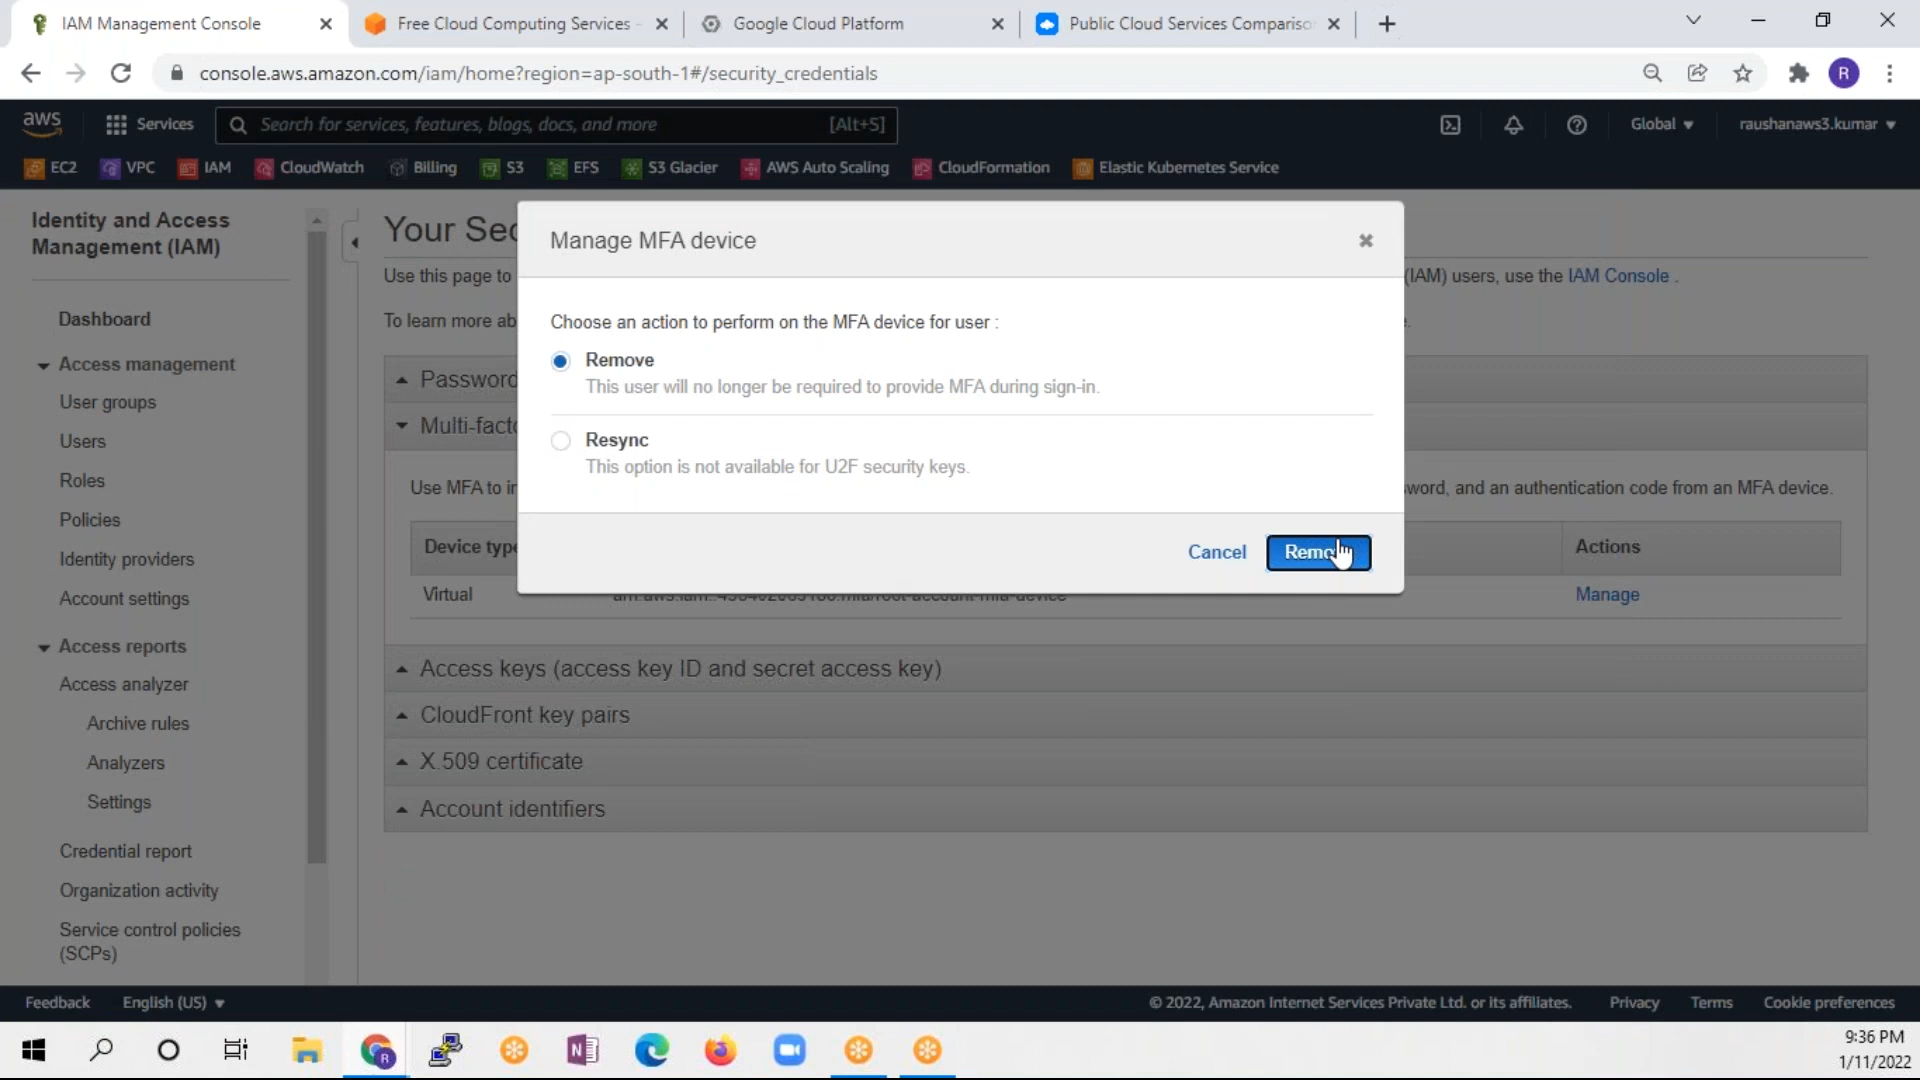 IAM Management Console
Free Cloud Computing Services -
Google Cloud Platform
Public Cloud Services Compariso
console.aws.amazon.com/iam/home?region=ap-south-1#/security_credentials
R
aws
Services
Search for services, features, blogs, docs, and more
[Alt+S]
Global
raushanaws3.kumar
EC2
VPC
IAM
CloudWatch
Billing
S3
EFS
S3 Glacier
AWS Auto Scaling
CloudFormation
Elastic Kubernetes Service
Identity and Access
Management (IAM)
Dashboard
Access management
User groups
Users
Roles
Policies
Identity providers
Account settings
Access reports
Access analyzer
Archive rules
Analyzers
Settings
Credential report
Organization activity
Service control policies
(SCPs)
Your Sec
Use this page to
(IAM) users, use the IAM Console .
To learn more ab
Password
Multi-facto
Use MFA to in
word, and an authentication code from an MFA device.
Device type
Actions
Virtual
Manage
Access keys (access key ID and secret access key)
CloudFront key pairs
X.509 certificate
Account identifiers
Manage MFA device
Choose an action to perform on the MFA device for user :
Remove
This user will no longer be required to provide MFA during sign-in.
Resync
This option is not available for U2F security keys.
Cancel
Remo
Feedback
English (US)
© 2022, Amazon Internet Services Private Ltd. or its affiliates.
Privacy
Terms
Cookie preferences
9:36 PM
1/11/2022